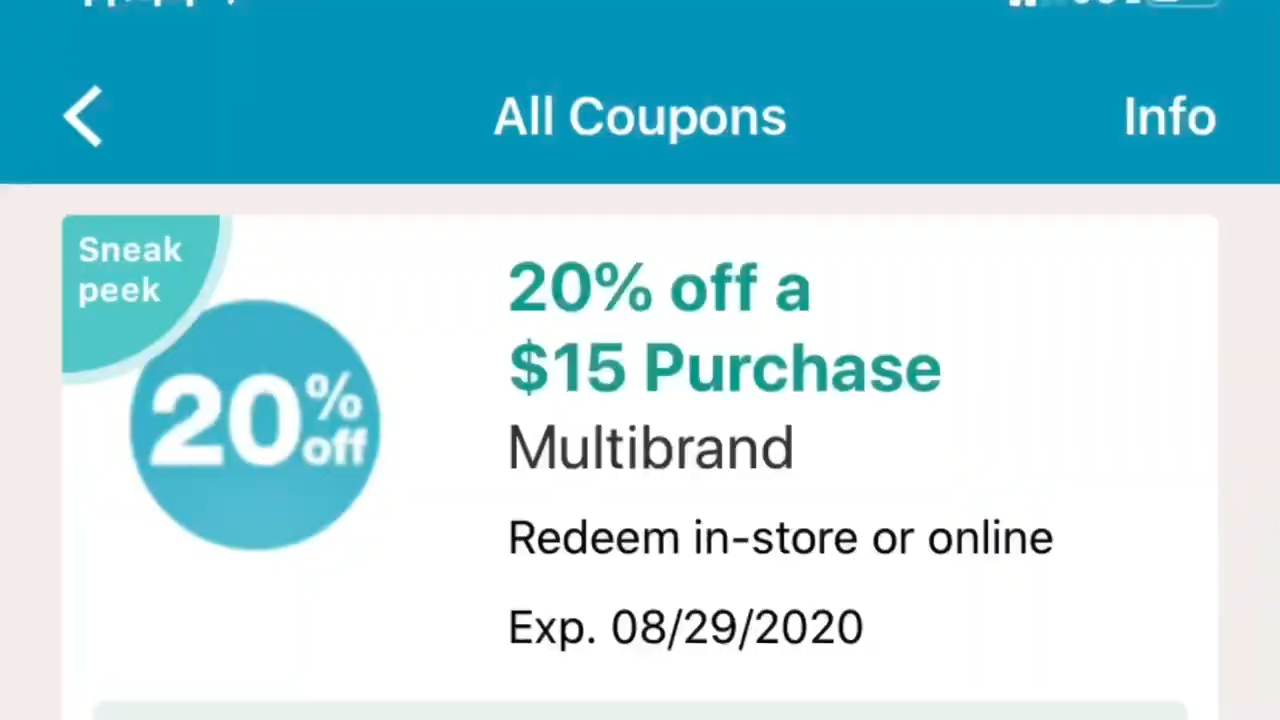 All Coupons
Info
Sneak
peek
20%
off
20% off a
$15 Purchase
Multibrand
Redeem in-store or online
Exp. 08/29/2020